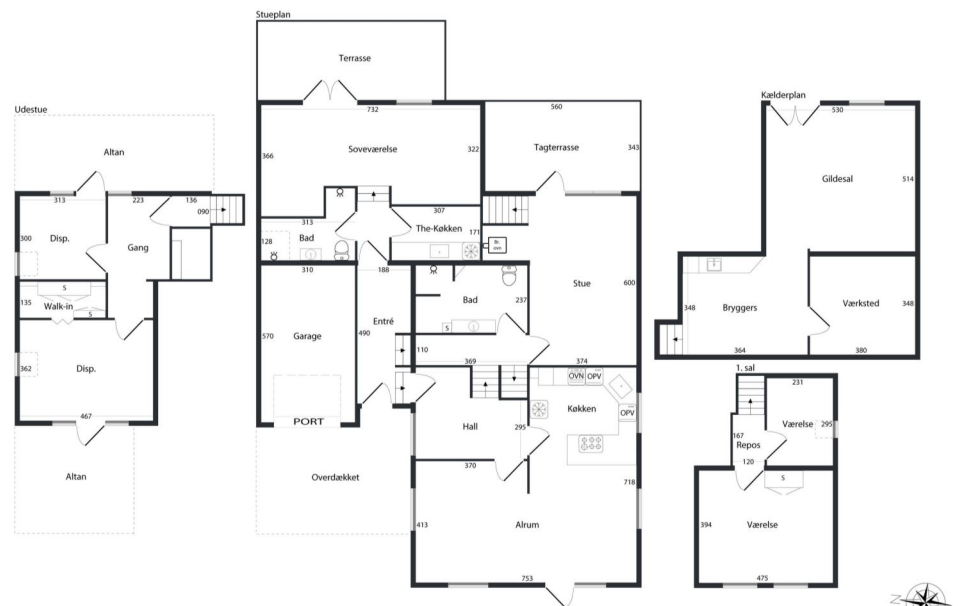 Stueplan
Terrasse
732
366
322
Soveværelse
560
Tagterrasse
343
Kælderplan
530
Gildesal
514
Udestue
Altan
313
223
136
090
300
Disp.
Gang
135
S
Walk-in
S
362
Disp.
467
Altan
313
128
Bad
307
The-Køkken
171
Br.
ovn
310
188
570
Garage
490
Entré
PORT
Overdækket
Bad
237
S
110
369
Stue
600
374
OVN
OPV
Køkken
OPV
Hall
295
370
718
413
Alrum
753
348
Bryggers
364
Værksted
348
380
1. sal
231
Værelse
295
167
Repos
120
S
394
Værelse
475
N